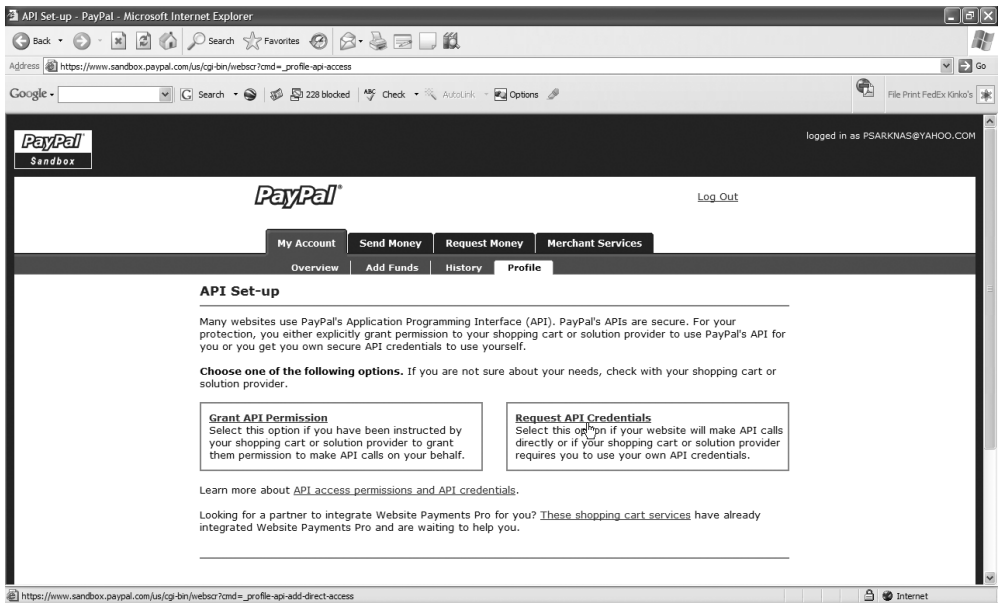 API Set-up - PayPal - Microsoft Internet Explorer
Back Search Favorites
Address https://www.sandbox.paypal.com/us/cgi-bin/webscr?cmd=_profile-api-access Go
Google Search 228 blocked ABC Check AutoLink Options File Print FedEx Kinko's
PayPal
Sandbox
logged in as PSARKNAS@YAHOO.COM
PayPal
Log Out
My Account Send Money Request Money Merchant Services
Overview Add Funds History Profile
API Set-up
Many websites use PayPal's Application Programming Interface (API). PayPal's APIs are secure. For your
protection, you either explicitly grant permission to your shopping cart or solution provider to use PayPal's API for
you or you get you own secure API credentials to use yourself.
Choose one of the following options. If you are not sure about your needs, check with your shopping cart or
solution provider.
Grant API Permission
Select this option if you have been instructed by
your shopping cart or solution provider to grant
them permission to make API calls on your behalf.
Request API Credentials
Select this option if your website will make API calls
directly or if your shopping cart or solution provider
requires you to use your own API credentials.
Learn more about API access permissions and API credentials.
Looking for a partner to integrate Website Payments Pro for you? These shopping cart services have already
integrated Website Payments Pro and are waiting to help you.
https://www.sandbox.paypal.com/us/cgi-bin/webscr?cmd=_profile-api-add-direct-access Internet